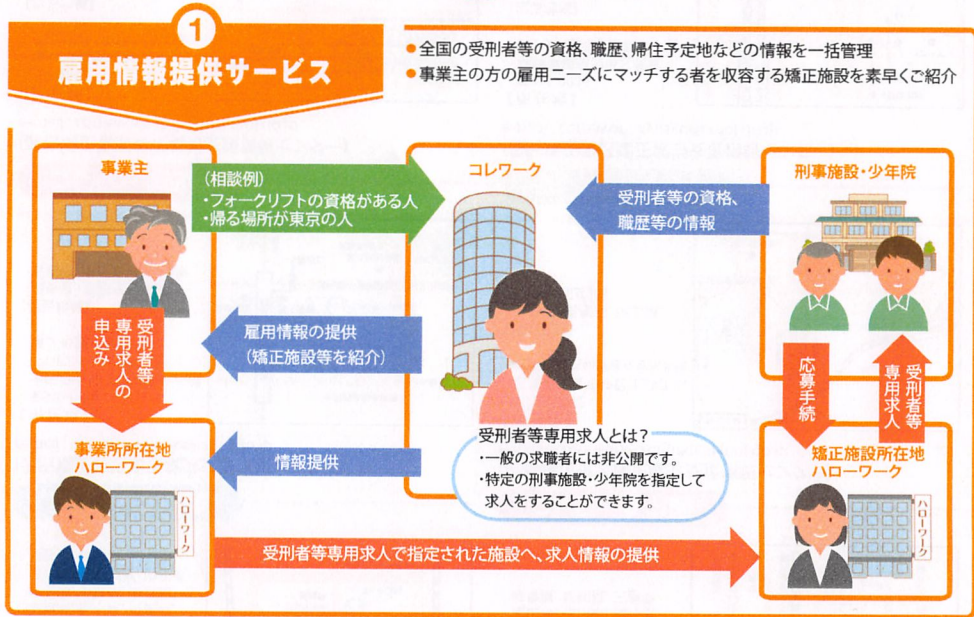 1
雇用情報提供サービス
●全国の受刑者等の資格、職歴、帰住予定地などの情報を一括管理
●事業主の方の雇用ニーズにマッチする者を収容する矯正施設を素早くご紹介
事業主
(相談例)
・フォークリフトの資格がある人
・帰る場所が東京の人
コレワーク
受刑者等の資格、
職歴等の情報
刑事施設・少年院
雇用情報の提供
(矯正施設等を紹介)
受刑者等
専用求人の
申込み
応募手続
受刑者等
専用求人
事業所所在地
ハローワーク
ハローワーク
情報提供
受刑者等専用求人とは?
・一般の求職者には非公開です。
・特定の刑事施設・少年院を指定して
求人をすることができます。
矯正施設所在地
ハローワーク
ハローワーク
受刑者等専用求人で指定された施設へ、求人情報の提供